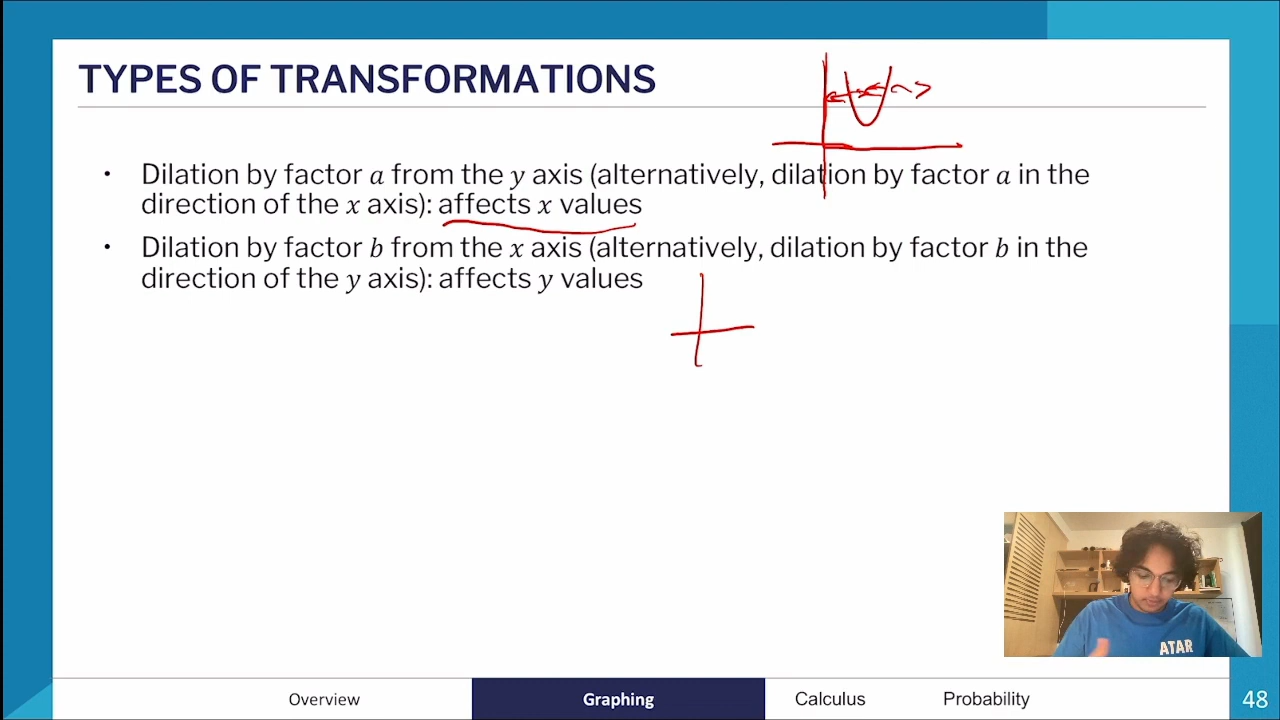 TYPES OF TRANSFORMATIONS
• Dilation by factor a from the y axis (alternatively, dilation by factor a in the
direction of the x axis): affects x values
• Dilation by factor b from the x axis (alternatively, dilation by factor b in the
direction of the y axis): affects y values
ATAR
Overview
Graphing
Calculus
Probability
48